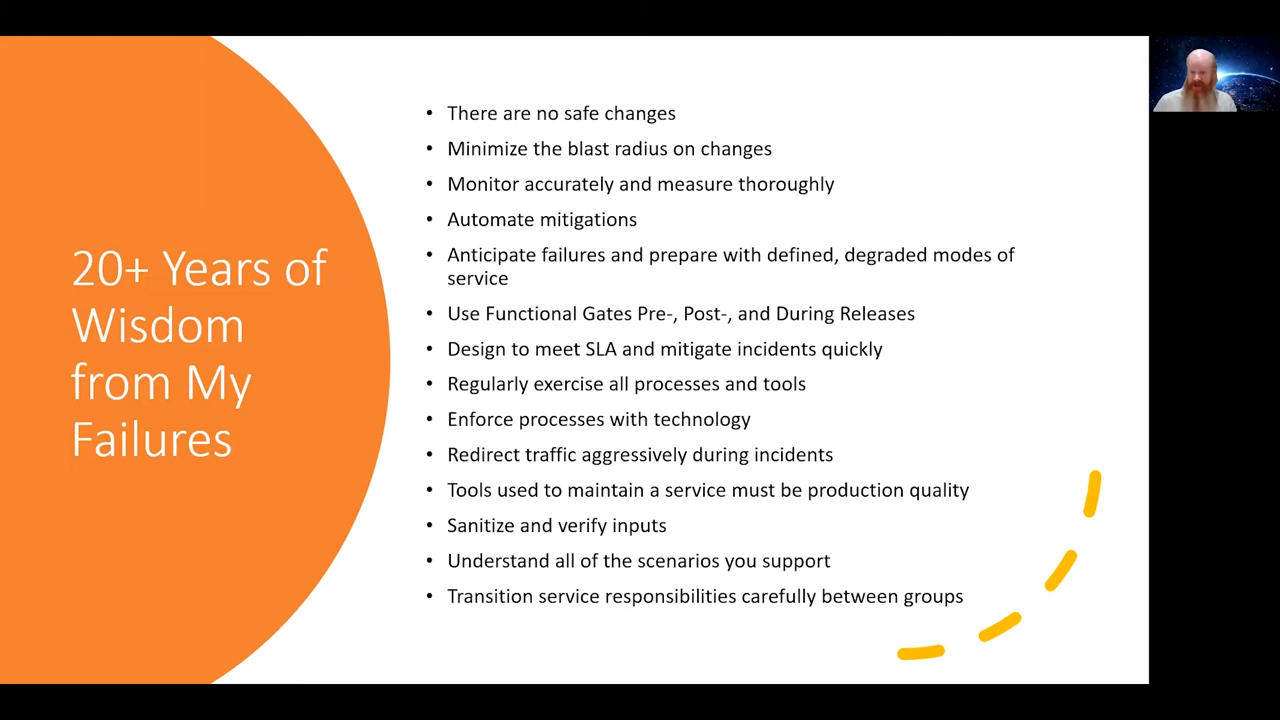 20+ Years of
Wisdom
from My
Failures
• There are no safe changes
• Minimize the blast radius on changes
• Monitor accurately and measure thoroughly
• Automate mitigations
• Anticipate failures and prepare with defined, degraded modes of
service
• Use Functional Gates Pre-, Post-, and During Releases
• Design to meet SLA and mitigate incidents quickly
• Regularly exercise all processes and tools
• Enforce processes with technology
• Redirect traffic aggressively during incidents
• Tools used to maintain a service must be production quality
• Sanitize and verify inputs
• Understand all of the scenarios you support
• Transition service responsibilities carefully between groups